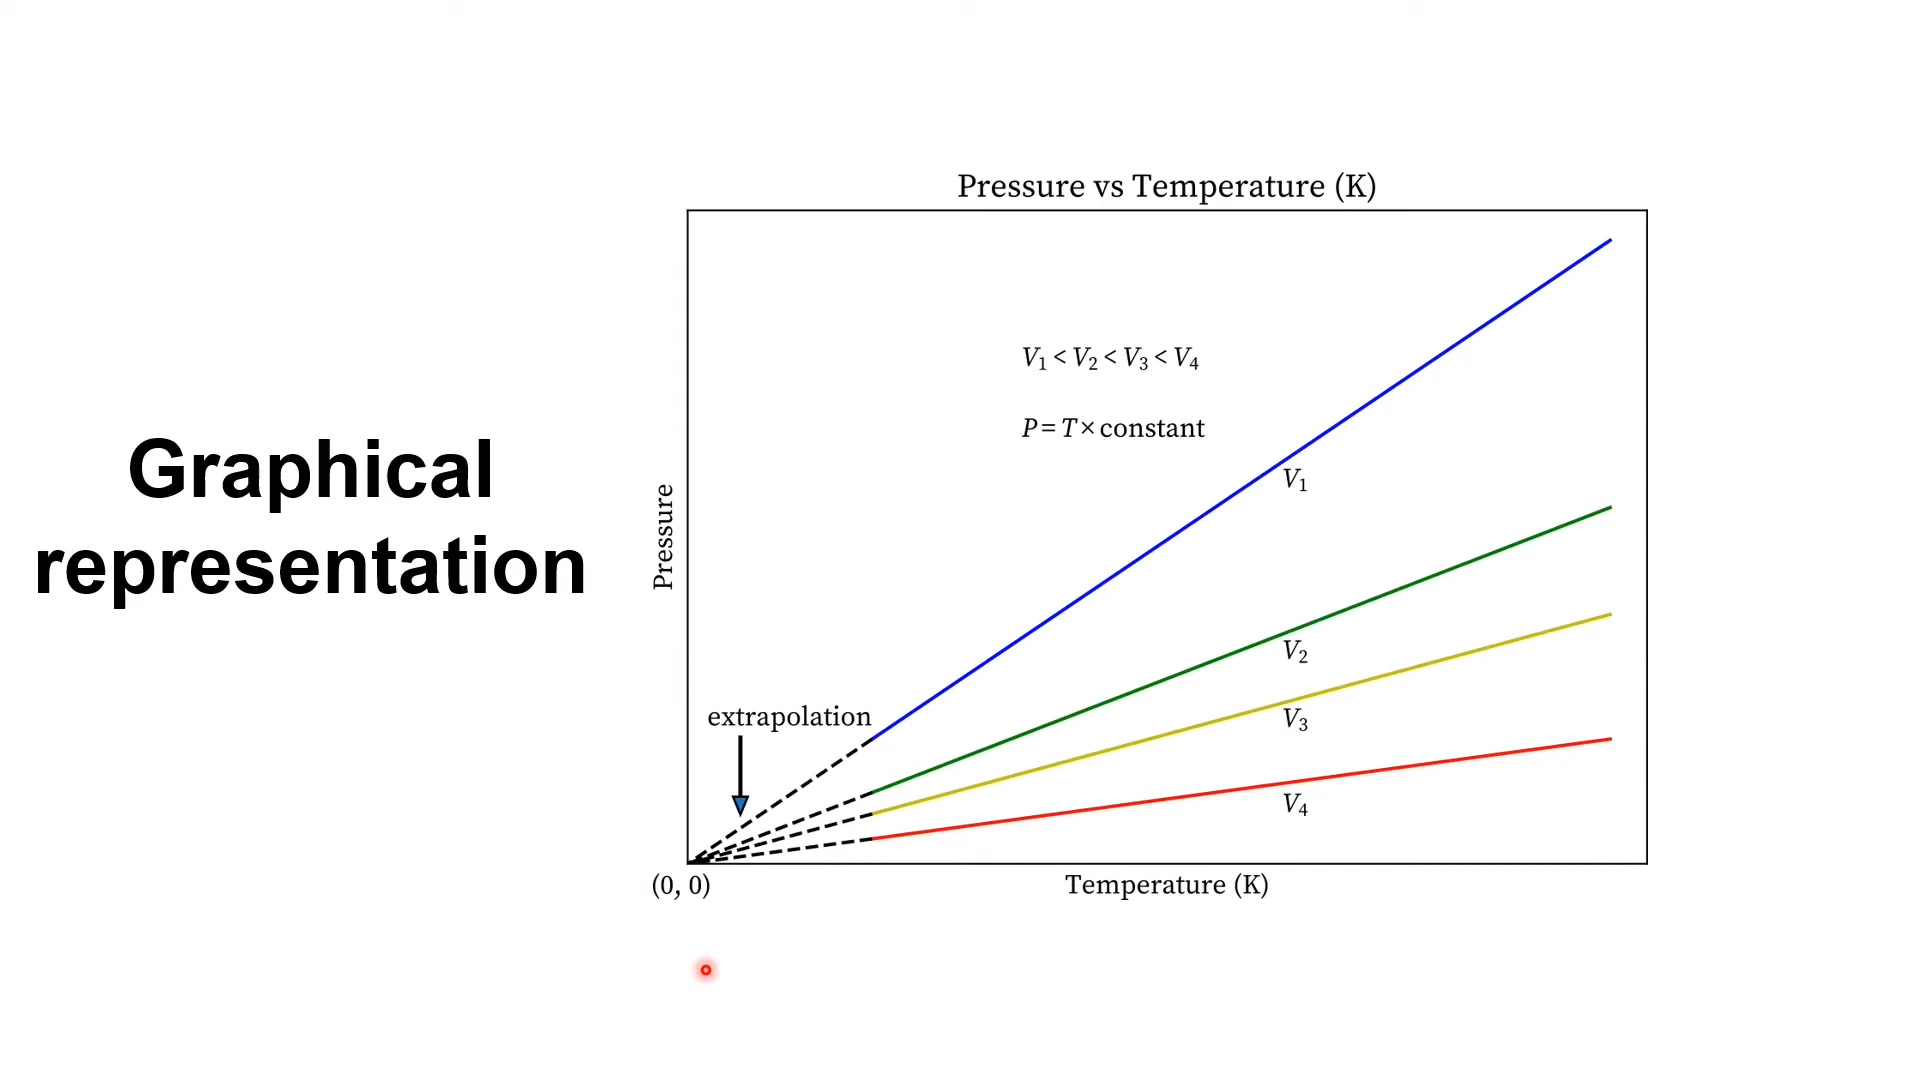 Graphical
representation
Pressure vs Temperature (K)
V₁ < V₂ < V₃ < V₄
P = T × constant
V₁
V₂
V₃
V₄
extrapolation
Pressure
(0, 0)
Temperature (K)